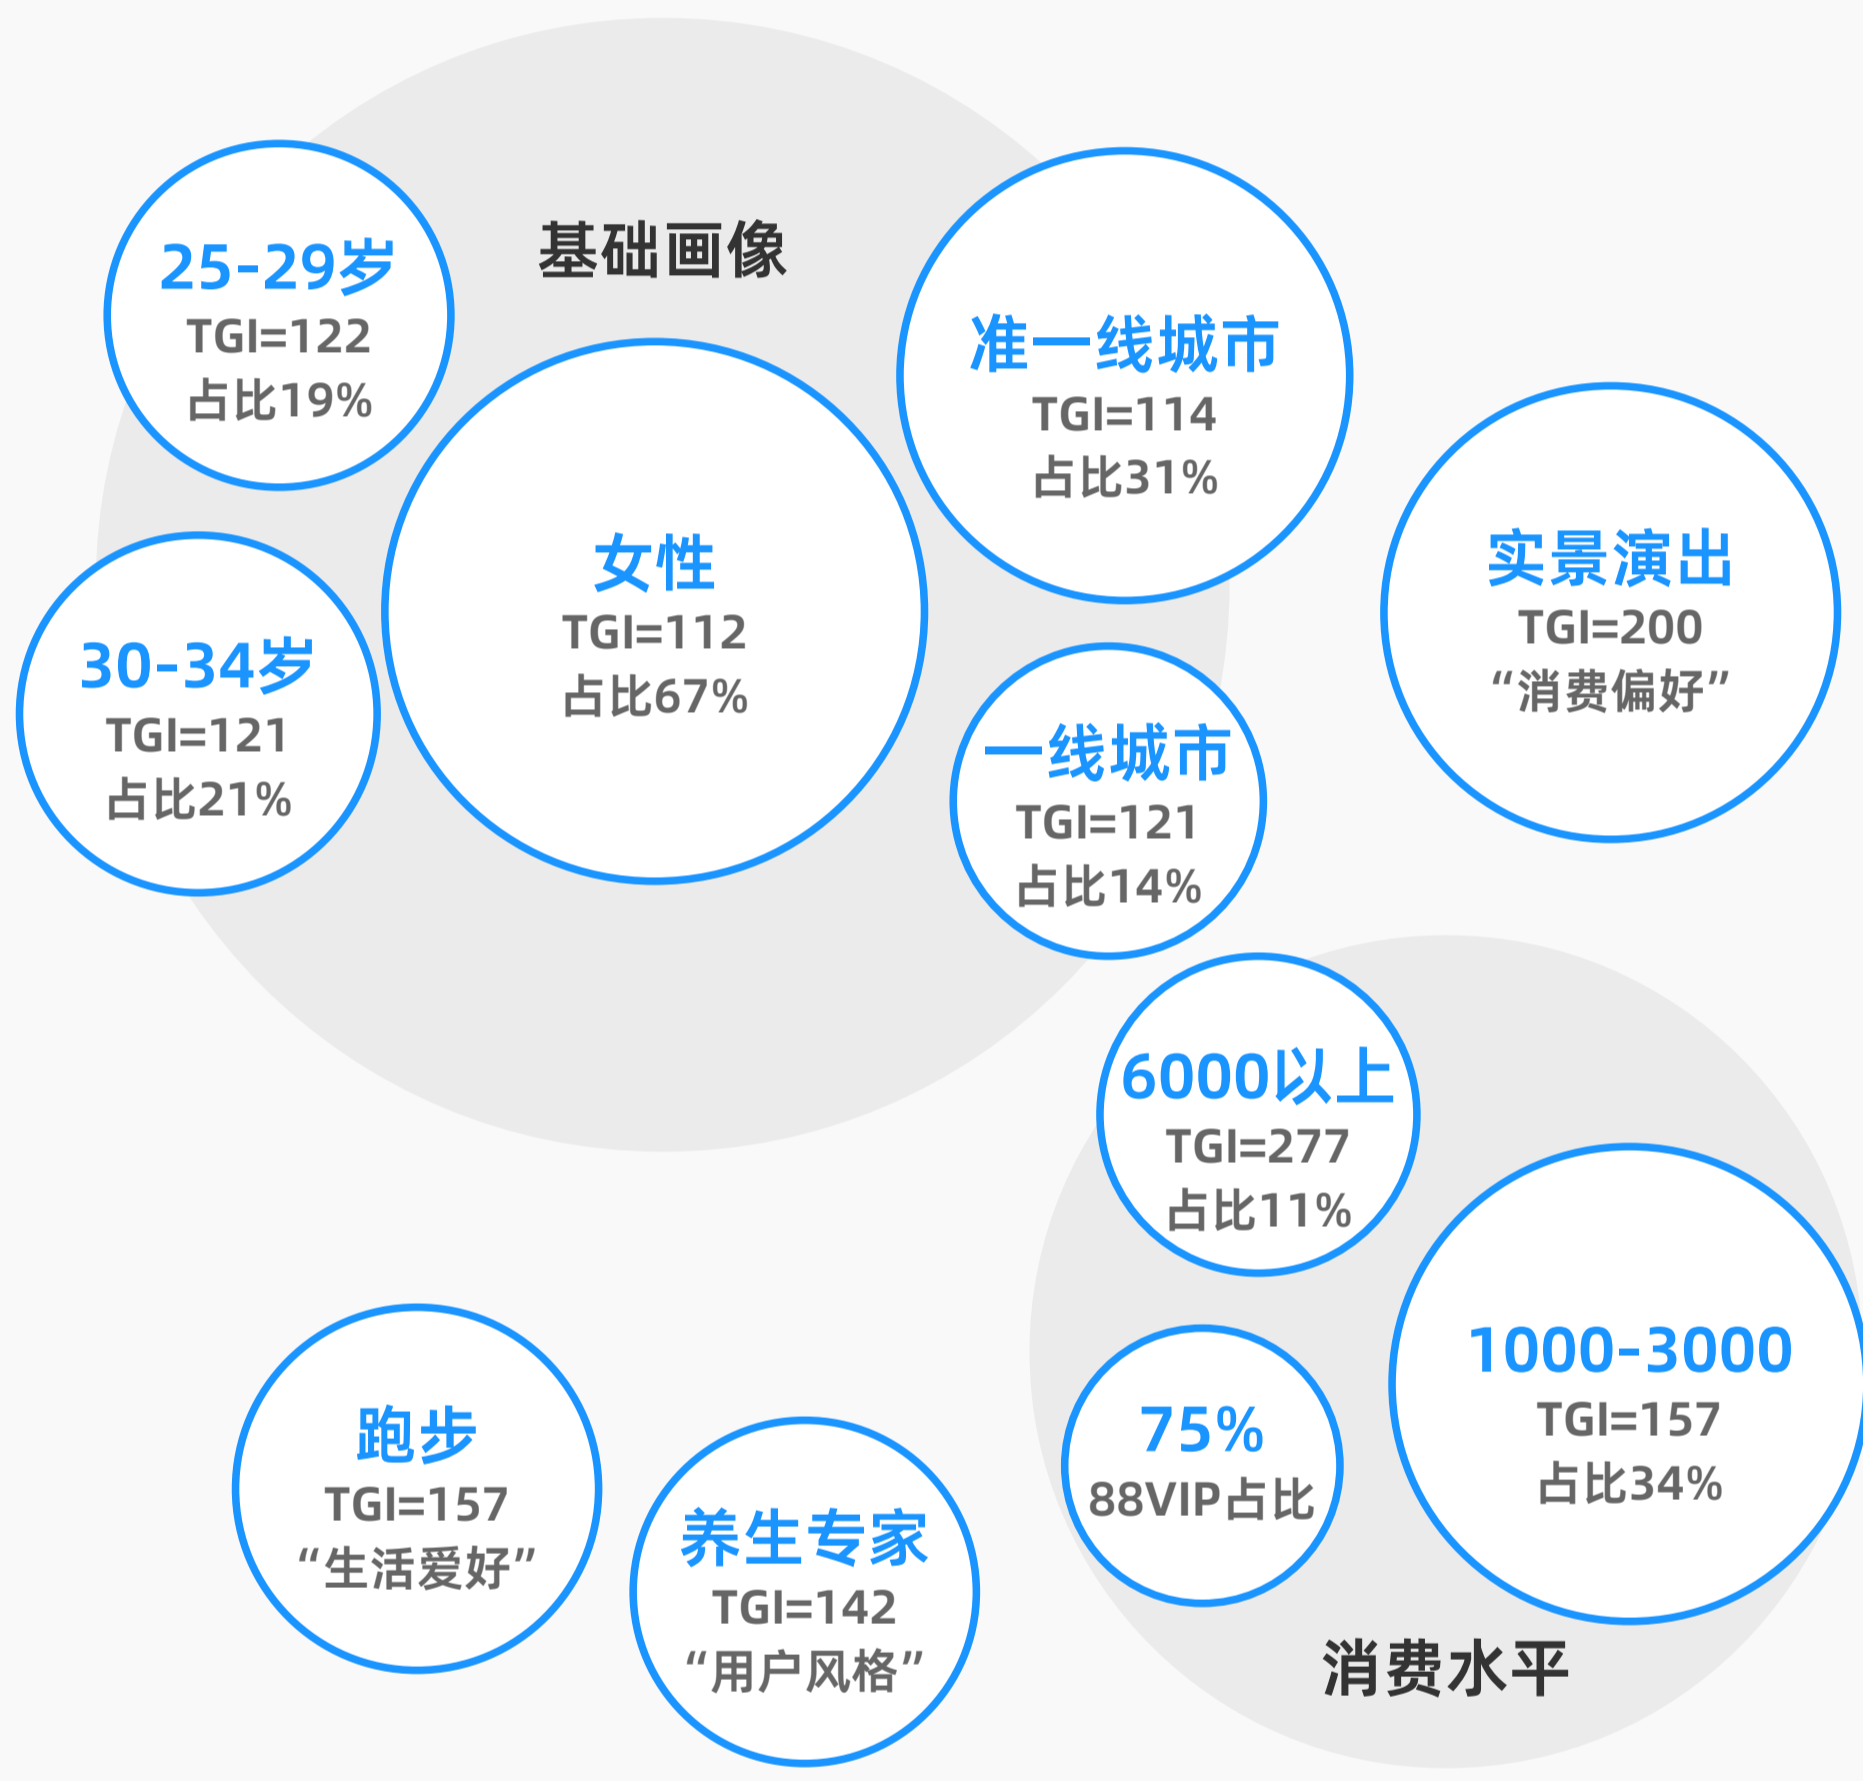 基础画像
25-29岁
TGI=122
占比19%
准一线城市
TGI=114
占比31%
女性
TGI=112
占比67%
实景演出
TGI=200
“消费偏好”
30-34岁
TGI=121
占比21%
一线城市
TGI=121
占比14%
6000以上
TGI=277
占比11%
1000-3000
TGI=157
占比34%
75%
88VIP占比
消费水平
跑步
TGI=157
“生活爱好”
养生专家
TGI=142
“用户风格”